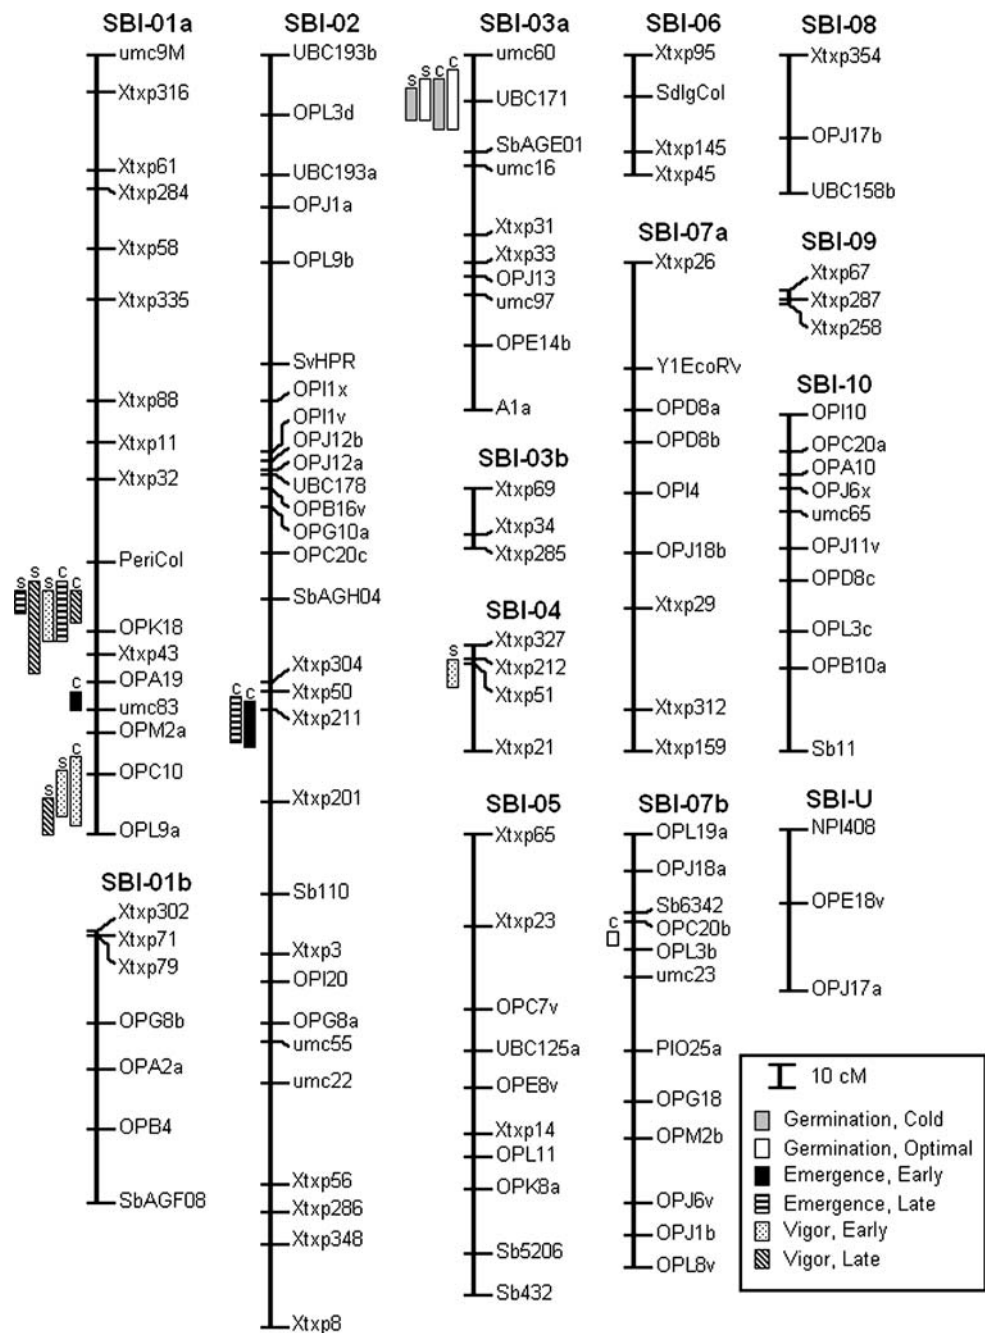 SBI-01a
umc9M
Xtxp316
Xtxp61
Xtxp284
Xtxp58
Xtxp335
Xtxp88
Xtxp11
Xtxp32
PeriCol
S
S
S
C
C
OPK18
Xtxp43
OPA19
C
umc83
OPM2a
C
S
OPC10
S
OPL9a
SBI-01b
Xtxp302
Xtxp71
Xtxp79
OPG8b
OPA2a
OPB4
SbAGF08
SBI-02
UBC193b
OPL3d
UBC193a
OPJ1a
OPL9b
SvHPR
OPI1x
OPI1v
OPJ12b
OPJ12a
UBC178
OPB16v
OPG10a
OPC20c
SbAGH04
Xtxp304
C
C
Xtxp50
Xtxp211
Xtxp201
Sb110
Xtxp3
OPI20
OPG8a
umc55
umc22
Xtxp56
Xtxp286
Xtxp348
Xtxp8
SBI-03a
umc60
S
S
C
C
UBC171
SbAGE01
umc16
Xtxp31
Xtxp33
OPJ13
umc97
OPE14b
A1a
SBI-03b
Xtxp69
Xtxp34
Xtxp285
SBI-04
Xtxp327
S
Xtxp212
Xtxp51
Xtxp21
SBI-05
Xtxp65
Xtxp23
OPC7v
UBC125a
OPE8v
Xtxp14
OPL11
OPK8a
Sb5206
Sb432
SBI-06
Xtxp95
SdlgCol
Xtxp145
Xtxp45
SBI-07a
Xtxp26
Y1EcoRV
OPD8a
OPD8b
OPI4
OPJ18b
Xtxp29
Xtxp312
Xtxp159
SBI-07b
OPL19a
OPJ18a
Sb6342
C
OPC20b
OPL3b
umc23
PIO25a
OPG18
OPM2b
OPJ6v
OPJ1b
OPL8v
SBI-08
Xtxp354
OPJ17b
UBC158b
SBI-09
Xtxp67
Xtxp287
Xtxp258
SBI-10
OPI10
OPC20a
OPA10
OPJ6x
umc65
OPJ11v
OPD8c
OPL3c
OPB10a
Sb11
SBI-U
NPI408
OPE18v
OPJ17a
10 cM
Germination, Cold
Germination, Optimal
Emergence, Early
Emergence, Late
Vigor, Early
Vigor, Late